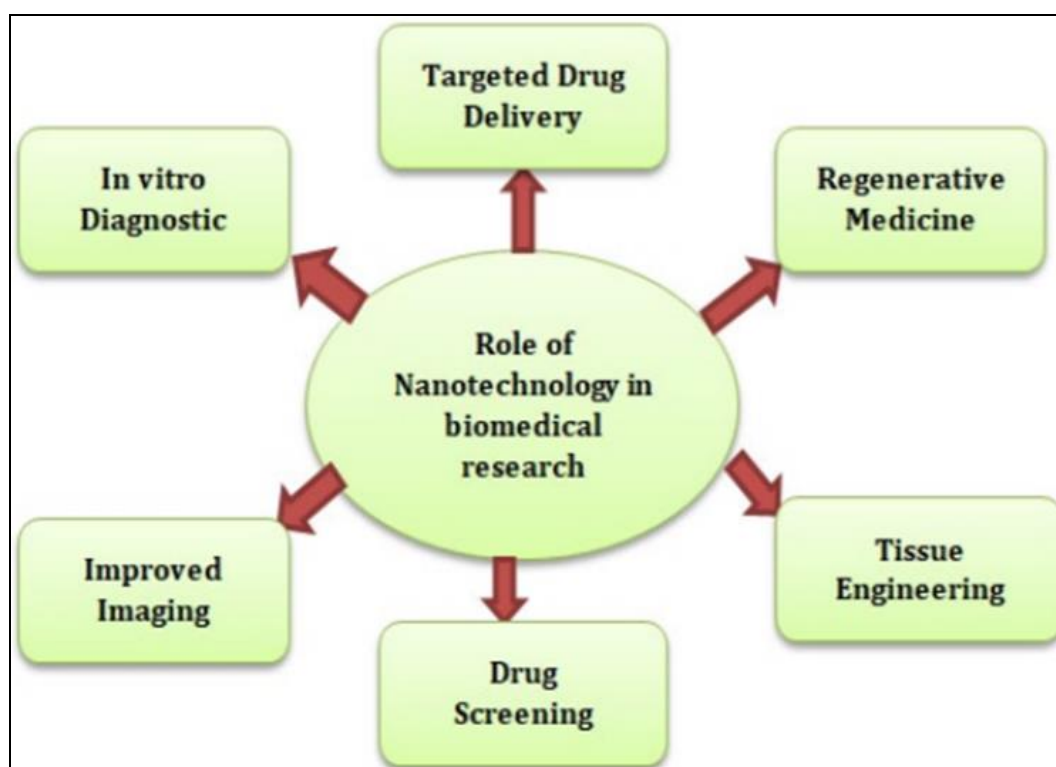 Targeted Drug
Delivery
In vitro
Diagnostic
Regenerative
Medicine
Role of
Nanotechnology in
biomedical
research
Improved
Imaging
Tissue
Engineering
Drug
Screening